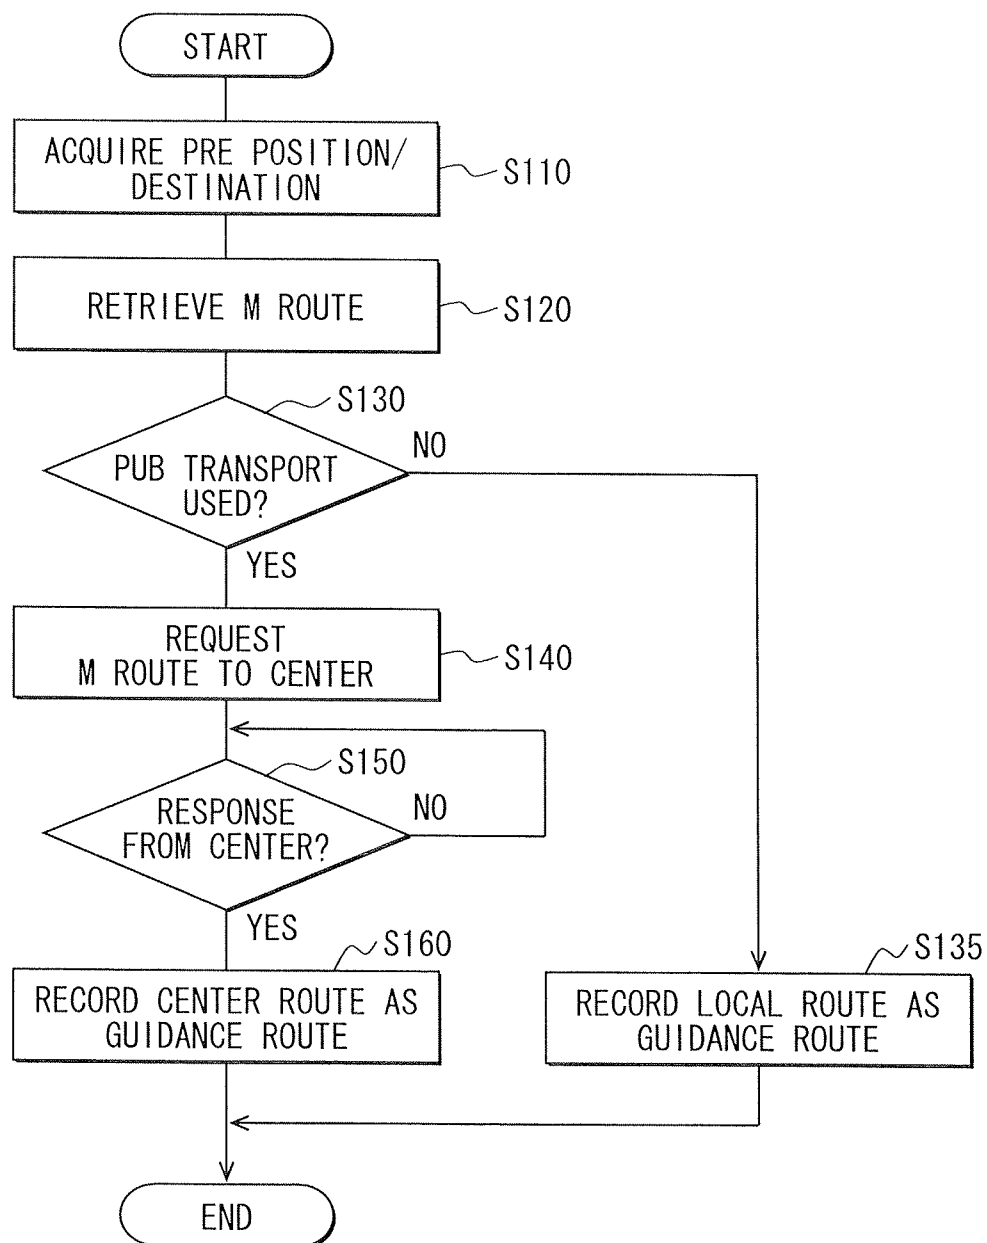 START
ACQUIRE PRE POSITION/
DESTINATION
S110
RETRIEVE M ROUTE
S120
S130
PUB TRANSPORT
USED?
NO
YES
REQUEST
M ROUTE TO CENTER
S140
S150
RESPONSE
FROM CENTER?
NO
YES
S160
RECORD CENTER ROUTE AS
GUIDANCE ROUTE
S135
RECORD LOCAL ROUTE AS
GUIDANCE ROUTE
END